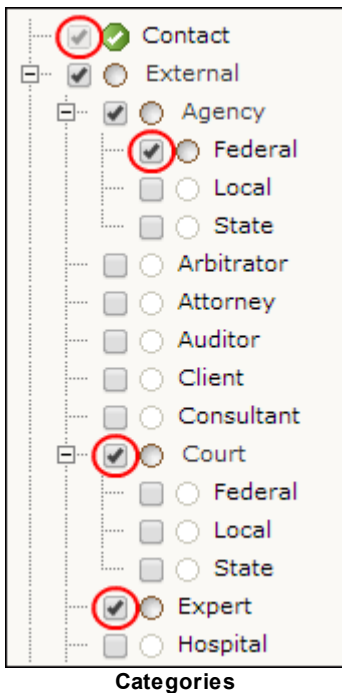 Contact
External
Agency
Federal
Local
State
Arbitrator
Attorney
Auditor
Client
Consultant
Court
Federal
Local
State
Expert
Hospital
Categories